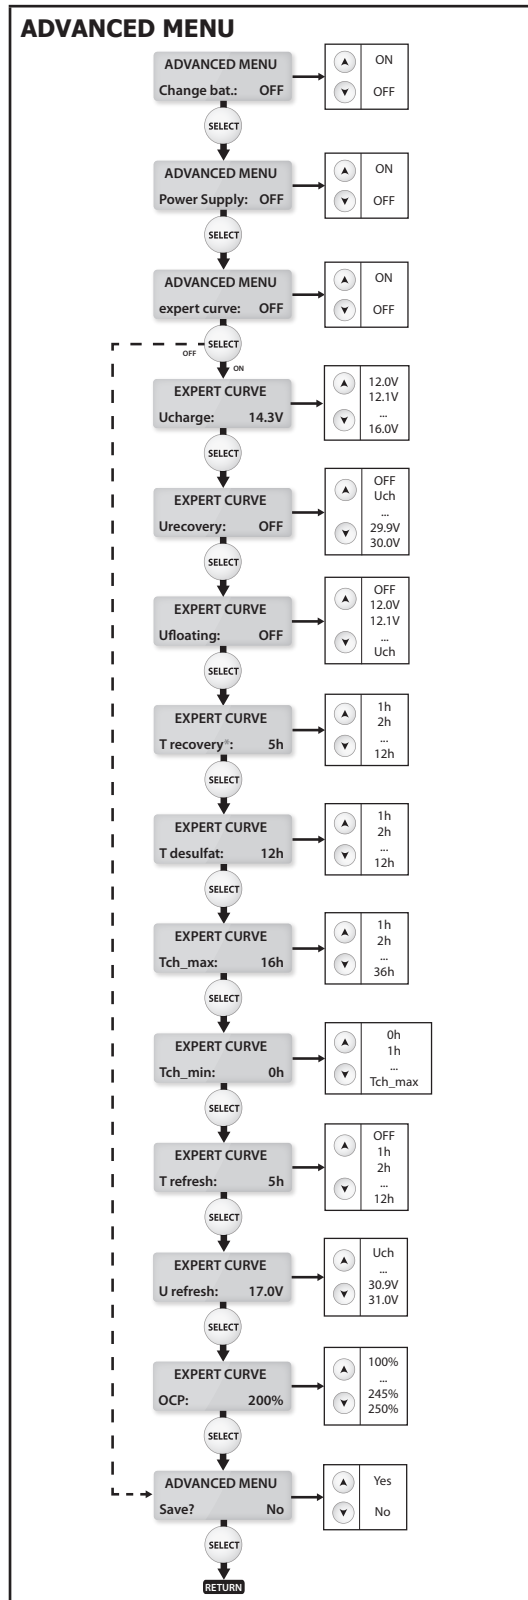 ADVANCED MENU
ADVANCED MENU
Change bat.: OFF
ON
OFF
SELECT
ADVANCED MENU
Power Supply: OFF
ON
OFF
SELECT
ADVANCED MENU
expert curve: OFF
ON
OFF
SELECT
OFF
ON
EXPERT CURVE
Ucharge: 14.3V
12.0V
12.1V
...
16.0V
SELECT
EXPERT CURVE
Urecovery: OFF
OFF
Uch
...
29.9V
30.0V
SELECT
EXPERT CURVE
Ufloating: OFF
OFF
12.0V
12.1V
...
Uch
SELECT
EXPERT CURVE
T recovery*: 5h
1h
2h
...
12h
SELECT
EXPERT CURVE
T desulfat: 12h
1h
2h
...
12h
SELECT
EXPERT CURVE
Tch_max: 16h
1h
2h
...
36h
SELECT
EXPERT CURVE
Tch_min: 0h
0h
1h
...
Tch_max
SELECT
EXPERT CURVE
T refresh: 5h
OFF
1h
2h
...
12h
SELECT
EXPERT CURVE
U refresh: 17.0V
Uch
...
30.9V
31.0V
SELECT
EXPERT CURVE
OCP: 200%
100%
...
245%
250%
SELECT
ADVANCED MENU
Save? No
Yes
No
SELECT
RETURN